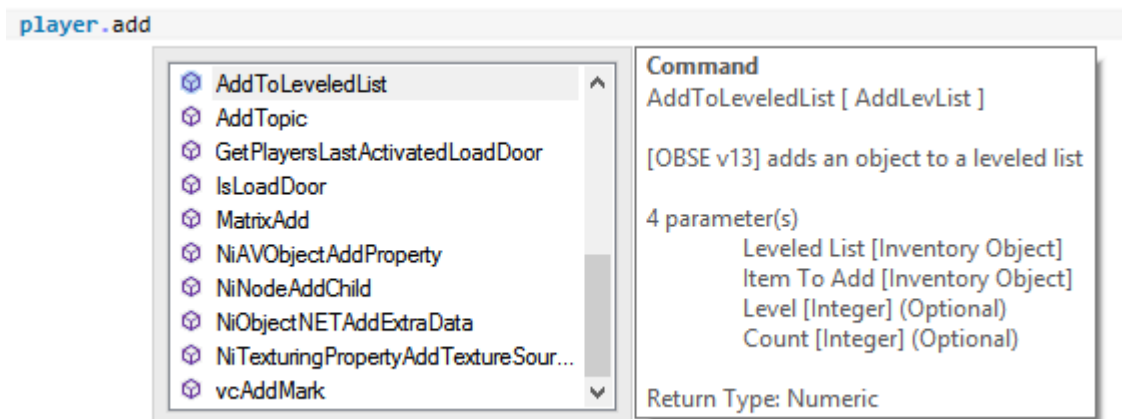 player.add
AddToLeveledList
AddTopic
GetPlayersLastActivatedLoadDoor
IsLoadDoor
MatrixAdd
NiAVObjectAddProperty
NiNodeAddChild
NiObjectNETAddExtraData
NiTexturingPropertyAddTextureSour...
vcAddMark
Command
AddToLeveledList [ AddLevList ]
[OBSE v13] adds an object to a leveled list
4 parameter(s)
Leveled List [Inventory Object]
Item To Add [Inventory Object]
Level [Integer] (Optional)
Count [Integer] (Optional)
Return Type: Numeric